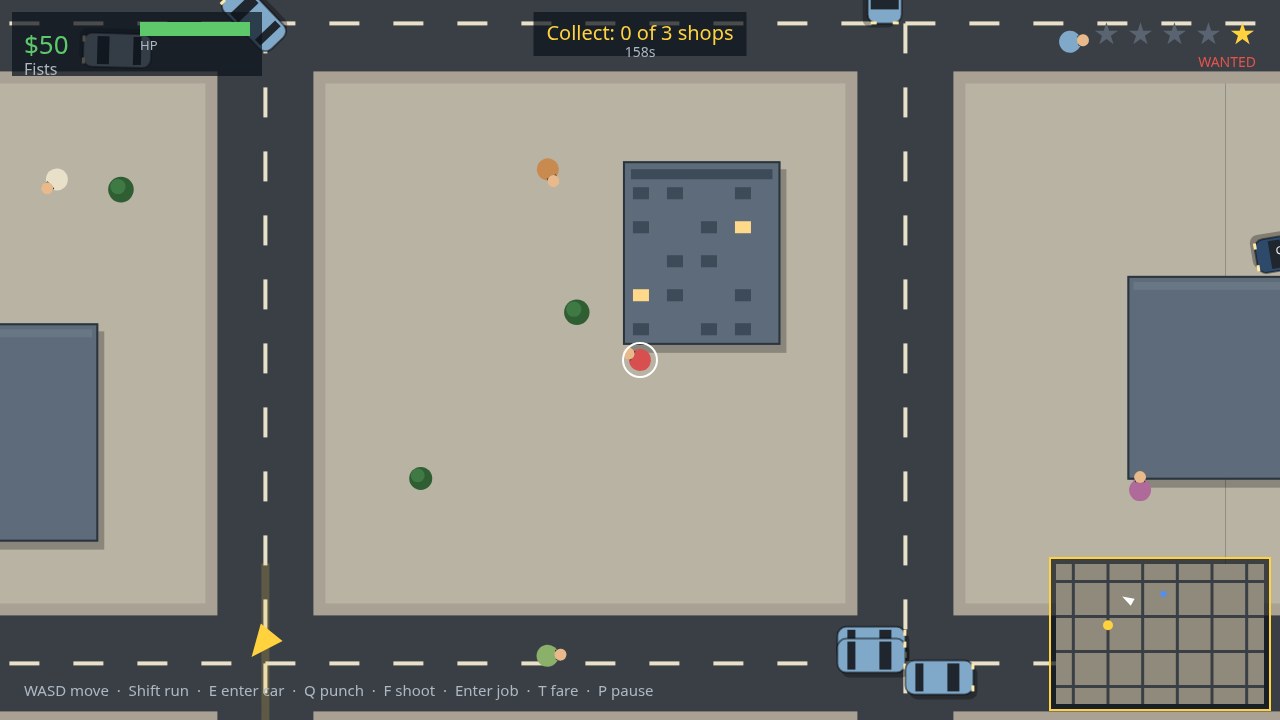 $50
HP
Fists
Collect: 0 of 3 shops
158s
WANTED
WASD move · Shift run · E enter car · Q punch · F shoot · Enter job · T fare · P pause